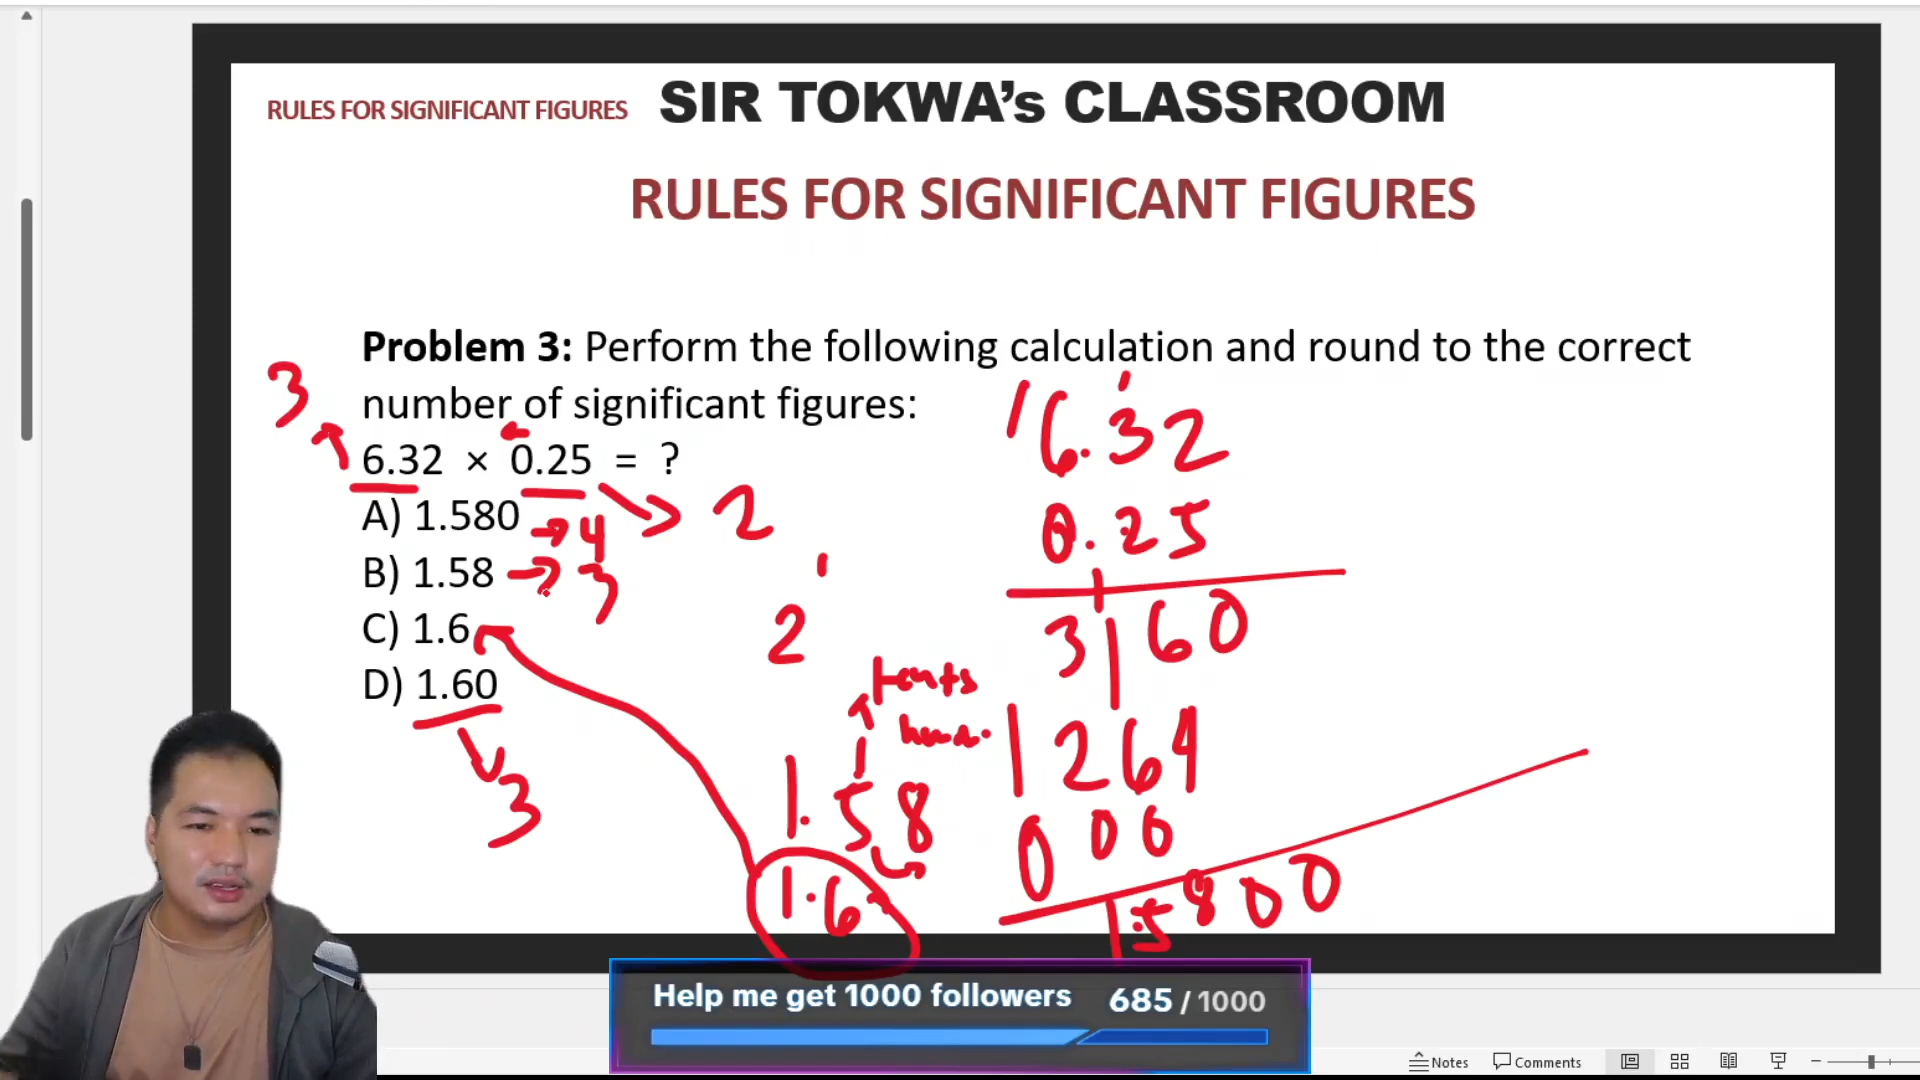 RULES FOR SIGNIFICANT FIGURES
SIR TOKWA's CLASSROOM
RULES FOR SIGNIFICANT FIGURES
Problem 3: Perform the following calculation and round to the correct
number of significant figures:
3
6.32 × 0.25 = ?
2
A) 1.580
4
B) 1.58
3
C) 1.6
D) 1.60
3
2
1.58
1.6
6.32
0.25
3160
1264
000
1.5800
Help me get 1000 followers 685 / 1000
Notes
Comments